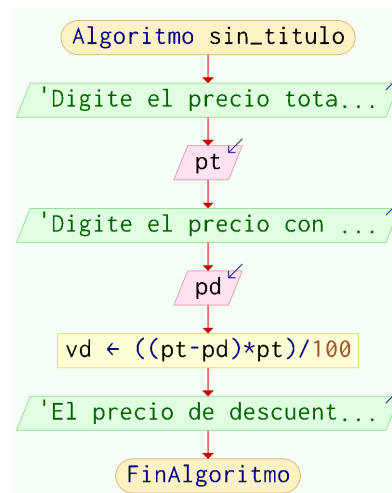 Algoritmo sin_titulo
'Digite el precio tota...
pt
'Digite el precio con ...
pd
vd ← ((pt-pd)*pt)/100
'El precio de descuent...
FinAlgoritmo